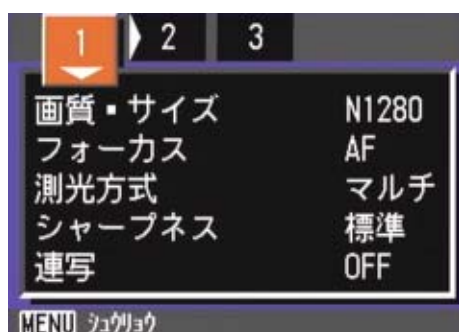 1 2 3
画質・サイズ N1280
フォーカス AF
測光方式 マルチ
シャープネス 標準
連写 OFF
MENU シュウリョウ